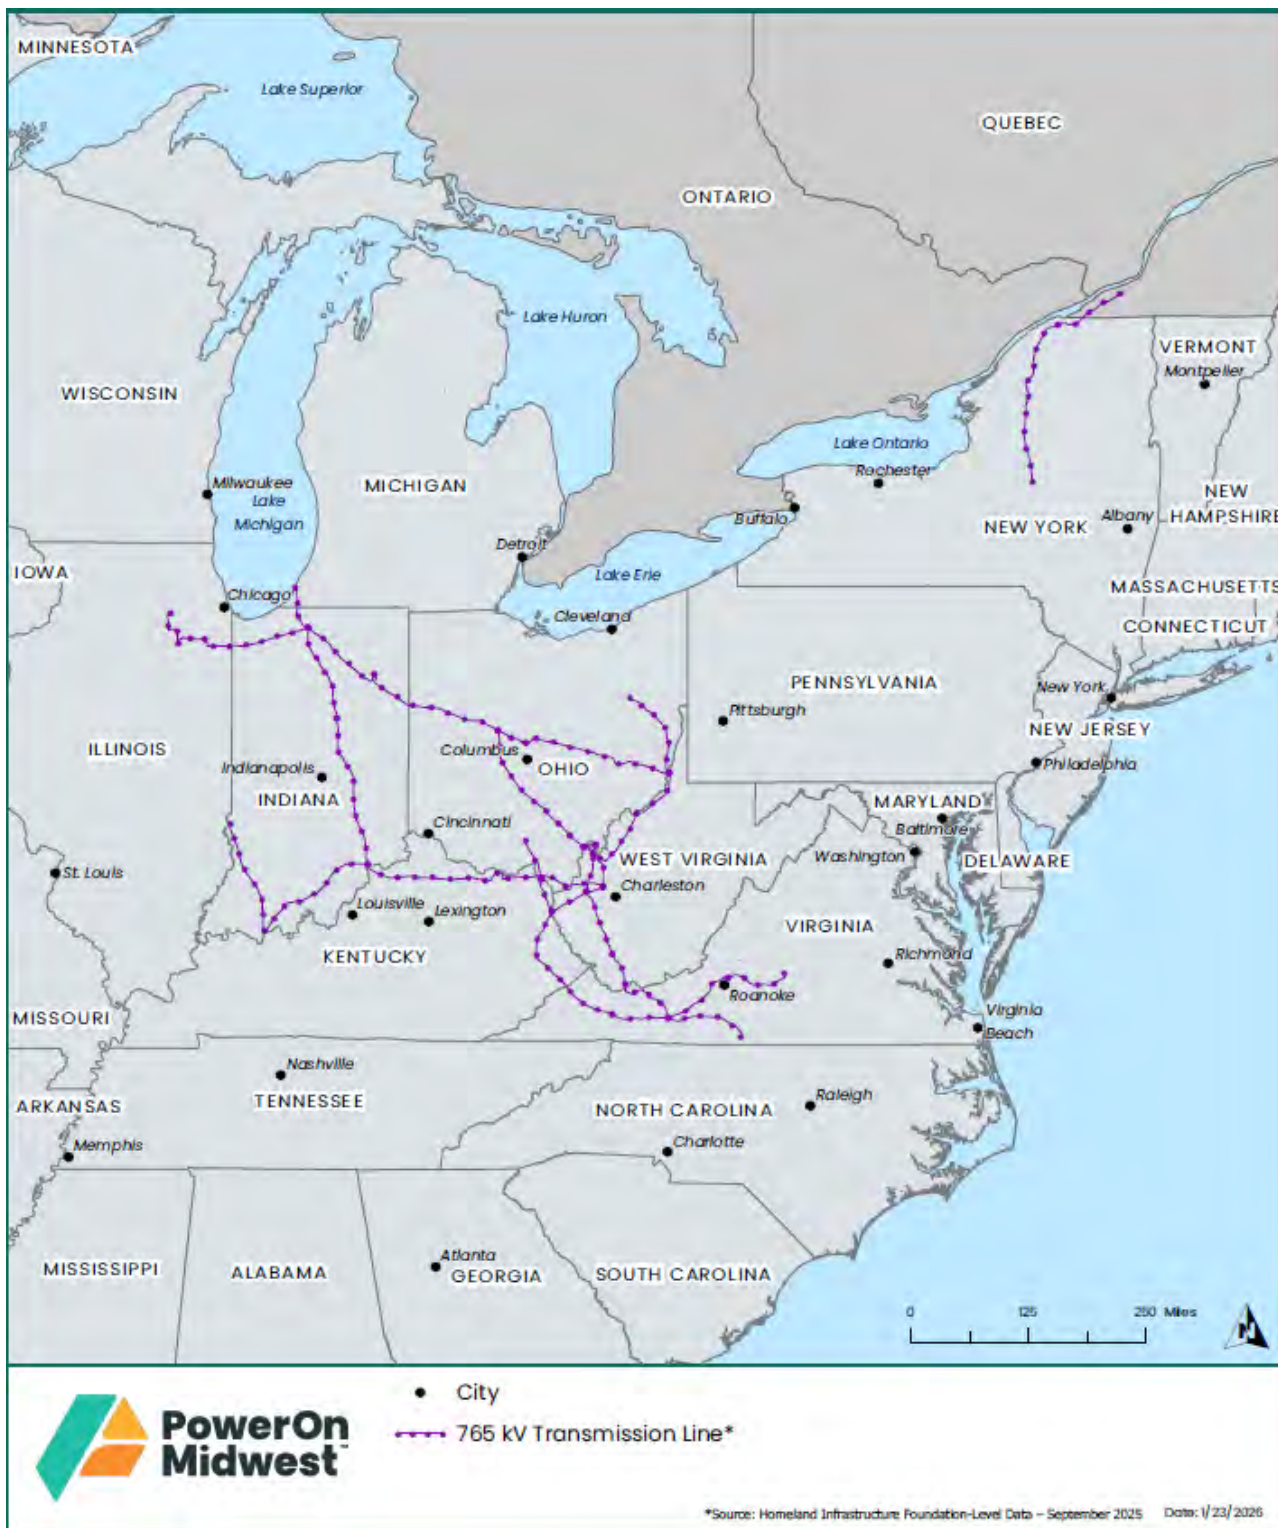 MINNESOTA
Lake Superior
QUEBEC
ONTARIO
Lake Huron
VERMONT
Montpelier
WISCONSIN
Lake Ontario
Rochester
MICHIGAN
Milwaukee
Lake
Michigan
NEW
HAMPSHIRE
Buffalo
NEW YORK
Albany
Detroit
IOWA
Lake Erie
MASSACHUSETTS
Chicago
Cleveland
CONNECTICUT
PENNSYLVANIA
New York
Pittsburgh
NEW JERSEY
ILLINOIS
Columbus
OHIO
Philadelphia
Indianapolis
INDIANA
MARYLAND
Cincinnati
Baltimore
WEST VIRGINIA
Washington
DELAWARE
St. Louis
Charleston
Louisville
Lexington
VIRGINIA
KENTUCKY
Richmond
Roanoke
MISSOURI
Virginia
Beach
Nashville
TENNESSEE
ARKANSAS
NORTH CAROLINA
Raleigh
Memphis
Charlotte
Atlanta
MISSISSIPPI
ALABAMA
GEORGIA
SOUTH CAROLINA
0 125 250 Miles
N
City
765 kV Transmission Line*
PowerOn
Midwest™
*Source: Homeland Infrastructure Foundation-Level Data – September 2025 Date: 1/23/2026